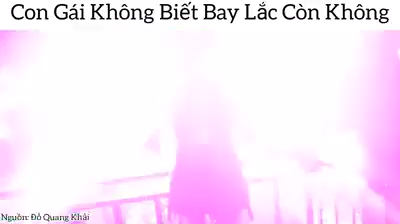 Con Gái Không Biết Bay Lắc Còn Không
Nguồn: Đỗ Quang Khải